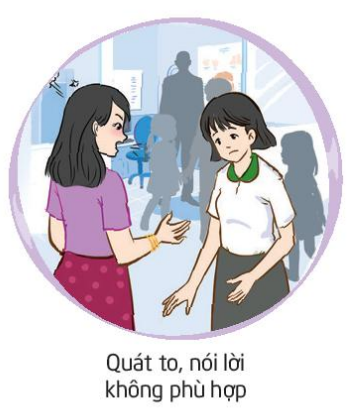 Quát to, nói lời
không phù hợp